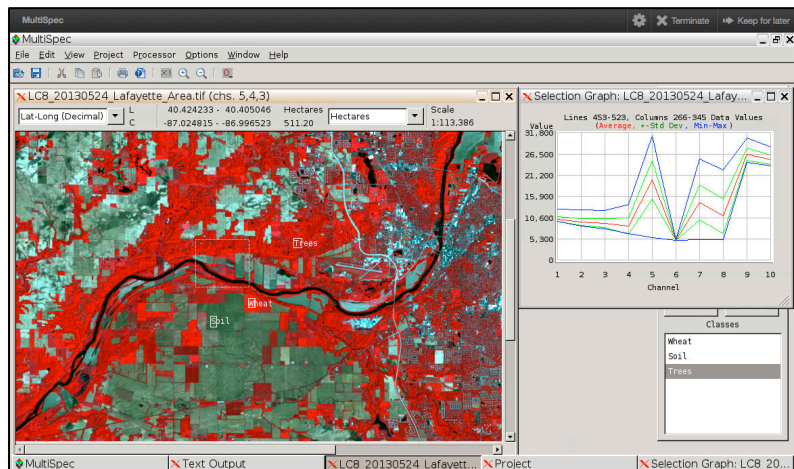 MultiSpec
Terminate
Keep for later
MultiSpec
File Edit View Project Processor Options Window Help
LC8_20130524_Lafayette_Area.tif (chs. 5,4,3)
Lat-Long (Decimal)
L 40.424233 - 40.405046
C -87.024815 - -86.996523
Hectares
511.20
Hectares
Scale
1:113,386
Trees
Wheat
Soil
Selection Graph: LC8_20130524_Lafay...
Lines 453-523, Columns 266-345 Data Values
Value (Average, +-Std Dev, Min-Max)
31,800
26,500
21,200
15,900
10,600
5,300
0
1 2 3 4 5 6 7 8 9 10
Channel
Classes
Wheat
Soil
Trees
MultiSpec
Text Output
LC8_20130524_Lafayett...
Project
Selection Graph: LC8_20...